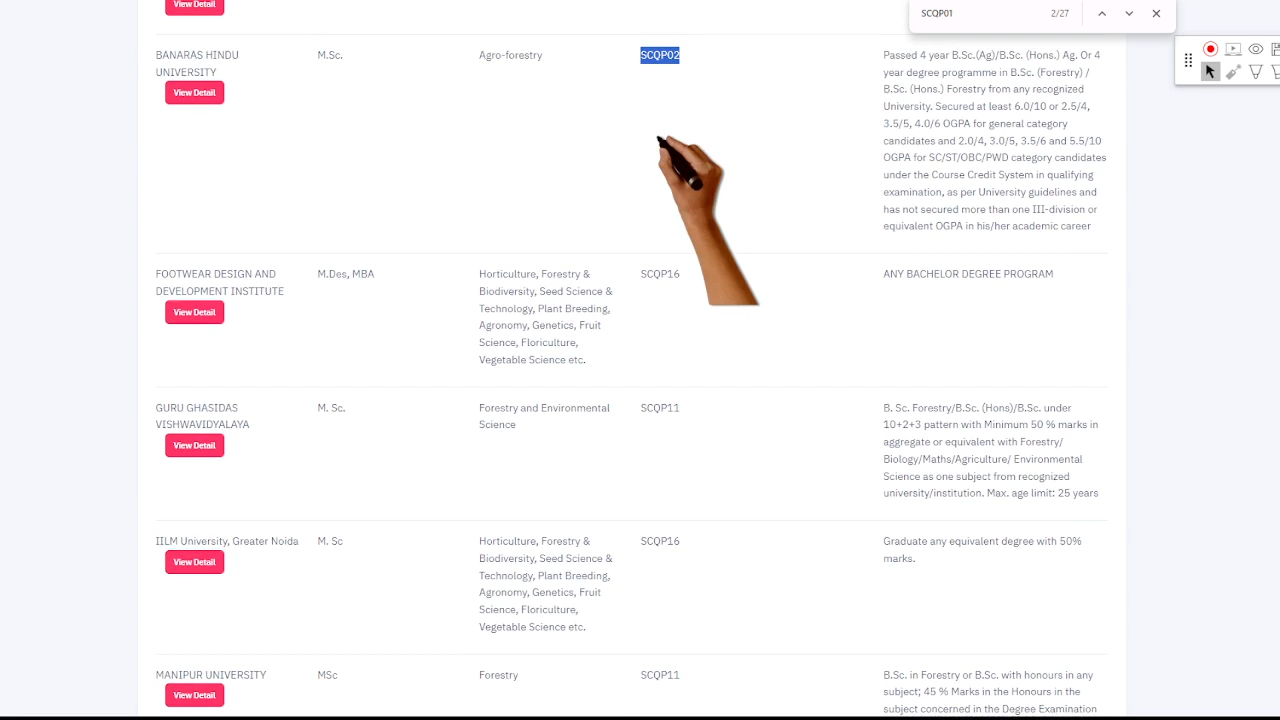 View Detail
SCQP01 2/27
BANARAS HINDU
UNIVERSITY
View Detail
M.Sc.
Agro-forestry
SCQP02
Passed 4 year B.Sc.(Ag)/B.Sc. (Hons.) Ag. Or 4
year degree programme in B.Sc. (Forestry) /
B.Sc. (Hons.) Forestry from any recognized
University. Secured at least 6.0/10 or 2.5/4,
3.5/5, 4.0/6 OGPA for general category
candidates and 2.0/4, 3.0/5, 3.5/6 and 5.5/10
OGPA for SC/ST/OBC/PWD category candidates
under the Course Credit System in qualifying
examination, as per University guidelines and
has not secured more than one III-division or
equivalent OGPA in his/her academic career
FOOTWEAR DESIGN AND
DEVELOPMENT INSTITUTE
View Detail
M.Des, MBA
Horticulture, Forestry &
Biodiversity, Seed Science &
Technology, Plant Breeding,
Agronomy, Genetics, Fruit
Science, Floriculture,
Vegetable Science etc.
SCQP16
ANY BACHELOR DEGREE PROGRAM
GURU GHASIDAS
VISHWAVIDYALAYA
View Detail
M. Sc.
Forestry and Environmental
Science
SCQP11
B. Sc. Forestry/B.Sc. (Hons)/B.Sc. under
10+2+3 pattern with Minimum 50 % marks in
aggregate or equivalent with Forestry/
Biology/Maths/Agriculture/ Environmental
Science as one subject from recognized
university/institution. Max. age limit: 25 years
IILM University, Greater Noida
View Detail
M. Sc
Horticulture, Forestry &
Biodiversity, Seed Science &
Technology, Plant Breeding,
Agronomy, Genetics, Fruit
Science, Floriculture,
Vegetable Science etc.
SCQP16
Graduate any equivalent degree with 50%
marks.
MANIPUR UNIVERSITY
View Detail
MSc
Forestry
SCQP11
B.Sc. in Forestry or B.Sc. with honours in any
subject; 45 % Marks in the Honours in the
subject concerned in the Degree Examination